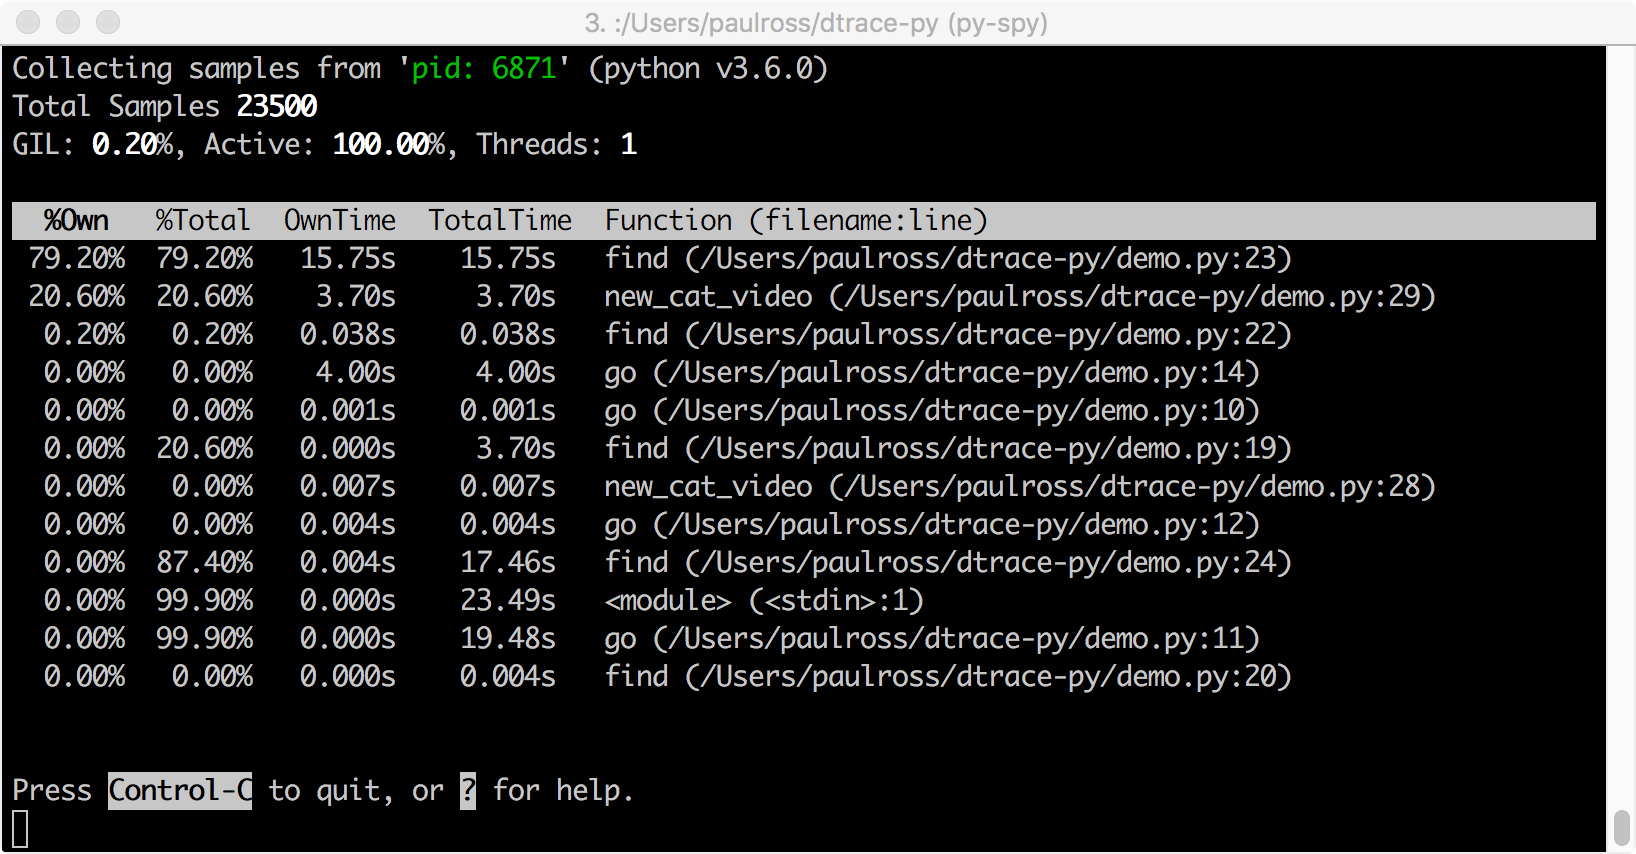 3. :/Users/paulross/dtrace-py (py-spy)
Collecting samples from 'pid: 6871' (python v3.6.0)
Total Samples 23500
GIL: 0.20%, Active: 100.00%, Threads: 1
%Own %Total OwnTime TotalTime Function (filename:line)
79.20% 79.20% 15.75s 15.75s find (/Users/paulross/dtrace-py/demo.py:23)
20.60% 20.60% 3.70s 3.70s new_cat_video (/Users/paulross/dtrace-py/demo.py:29)
0.20% 0.20% 0.038s 0.038s find (/Users/paulross/dtrace-py/demo.py:22)
0.00% 0.00% 4.00s 4.00s go (/Users/paulross/dtrace-py/demo.py:14)
0.00% 0.00% 0.001s 0.001s go (/Users/paulross/dtrace-py/demo.py:10)
0.00% 20.60% 0.000s 3.70s find (/Users/paulross/dtrace-py/demo.py:19)
0.00% 0.00% 0.007s 0.007s new_cat_video (/Users/paulross/dtrace-py/demo.py:28)
0.00% 0.00% 0.004s 0.004s go (/Users/paulross/dtrace-py/demo.py:12)
0.00% 87.40% 0.004s 17.46s find (/Users/paulross/dtrace-py/demo.py:24)
0.00% 99.90% 0.000s 23.49s <module> (<stdin>:1)
0.00% 99.90% 0.000s 19.48s go (/Users/paulross/dtrace-py/demo.py:11)
0.00% 0.00% 0.000s 0.004s find (/Users/paulross/dtrace-py/demo.py:20)
Press Control-C to quit, or ? for help.